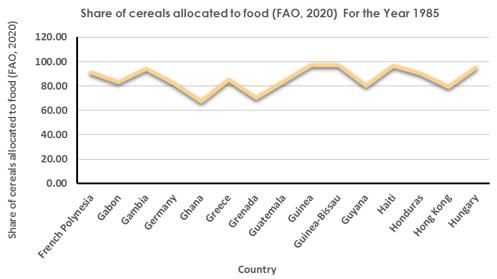 Share of cereals allocated to food (FAO, 2020) For the Year 1985
Share of cereals allocated to food (FAO, 2020)
120.00
100.00
80.00
60.00
40.00
20.00
0.00
French Polynesia
Gabon
Gambia
Germany
Ghana
Greece
Grenada
Guatemala
Guinea
Guinea-Bissau
Guyana
Haiti
Honduras
Hong Kong
Hungary
Country